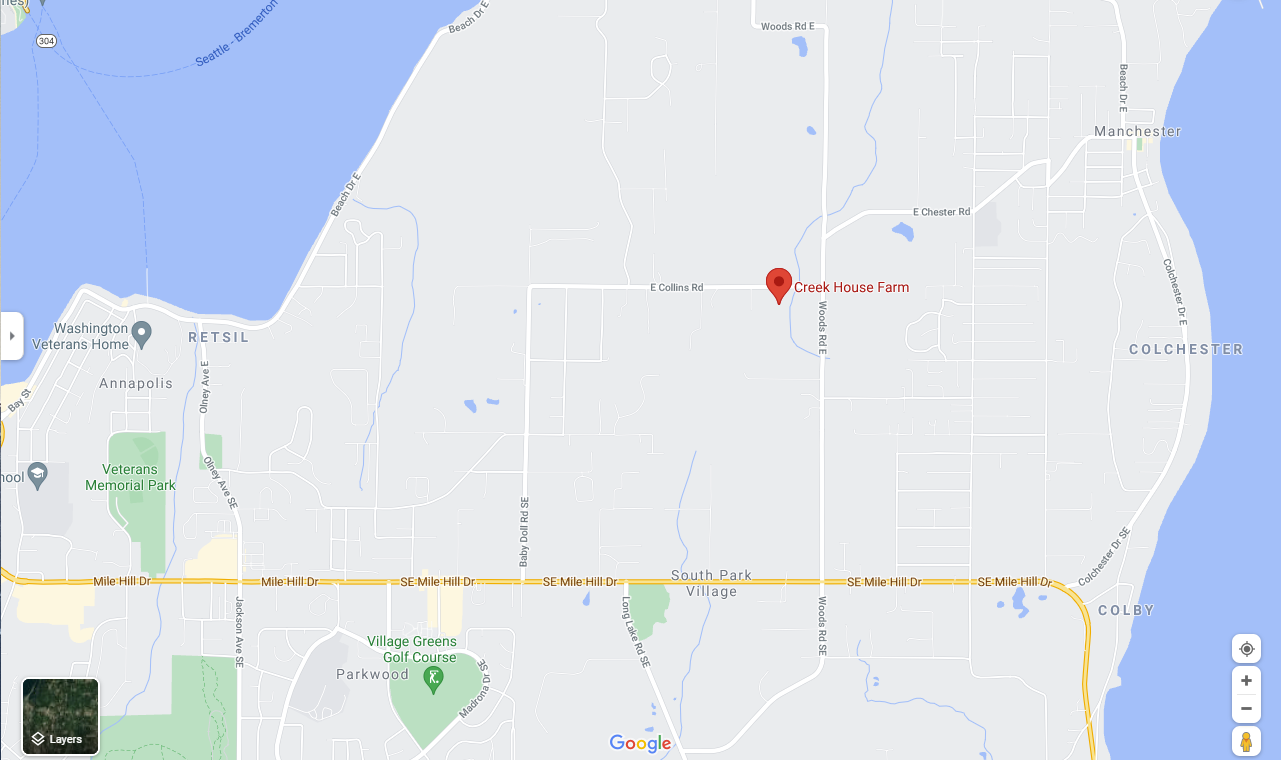 304
Seattle - Bremerton
Beach Dr E
Woods Rd E
Beach Dr E
Manchester
Beach Dr E
E Chester Rd
E Collins Rd
Creek House Farm
Colchester Dr E
Washington
Veterans Home
RETSIL
Woods Rd E
COLCHESTER
Annapolis
Olney Ave E
Bay St
Veterans
Memorial Park
Olney Ave SE
Baby Doll Rd SE
Colchester Dr SE
Mile Hill Dr
Mile Hill Dr
SE Mile Hill Dr
SE Mile Hill Dr
South Park
Village
SE Mile Hill Dr
SE Mile Hill Dr
COLBY
Jackson Ave SE
Long Lake Rd SE
Woods Rd SE
Village Greens
Golf Course
Parkwood
Madrona Dr SE
Layers
Google